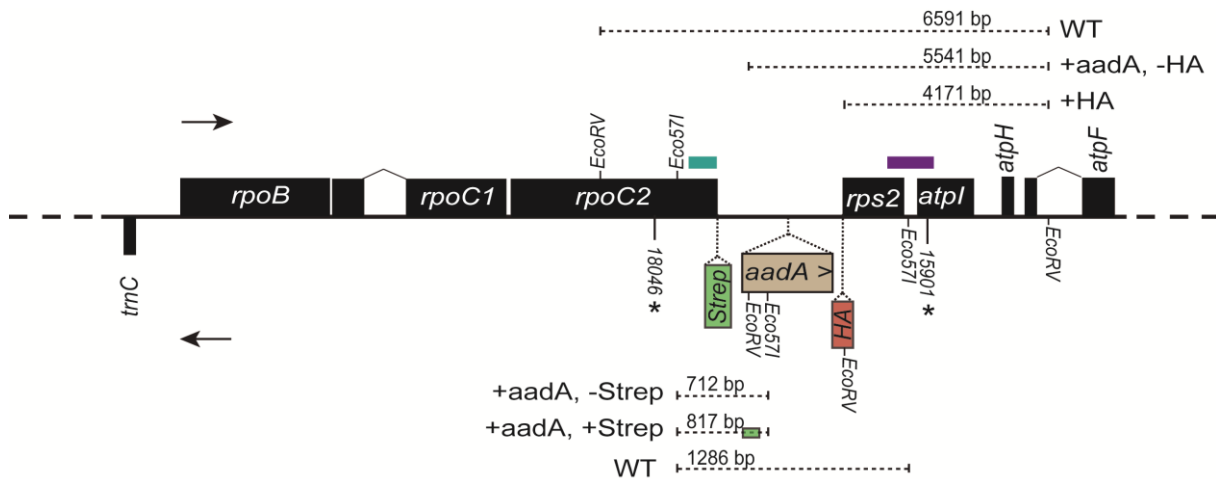 6591 bp WT
5541 bp +aadA, -HA
4171 bp +HA
EcoRV Eco57I atpH atpF
rpoB rpoC1 rpoC2 rps2 atpI
trnC 18046 * Strep aadA > EcoRV Eco57I HA EcoRV Eco57I 15901 * EcoRV
+aadA, -Strep 712 bp
+aadA, +Strep 817 bp
WT 1286 bp